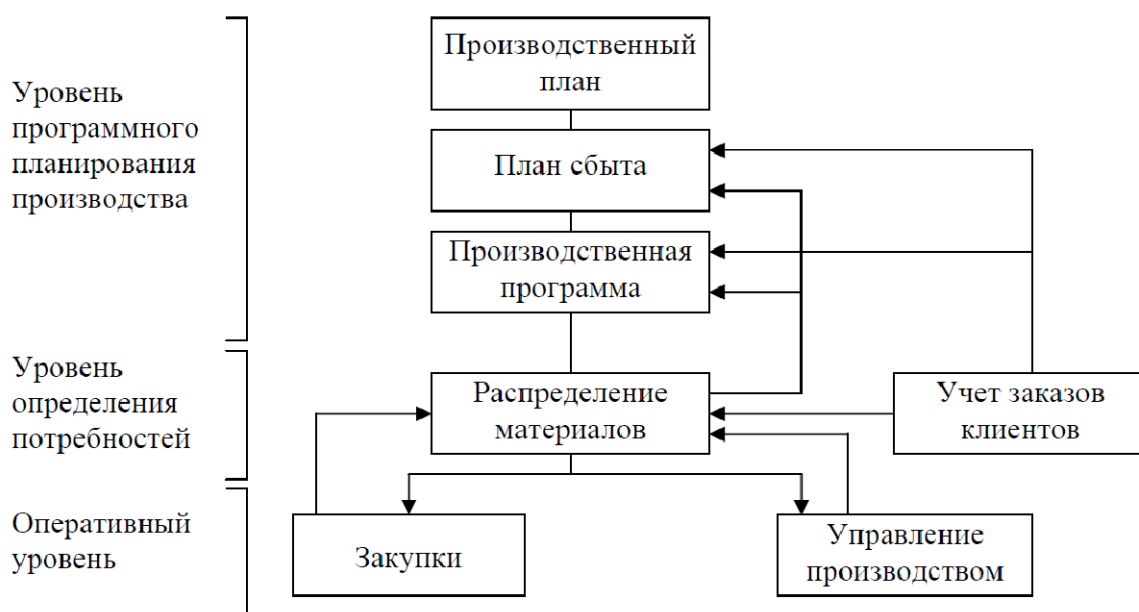 Уровень
программного
планирования
производства
Производственный
план
План сбыта
Производственная
программа
Уровень
определения
потребностей
Распределение
материалов
Учет заказов
клиентов
Оперативный
уровень
Закупки
Управление
производством